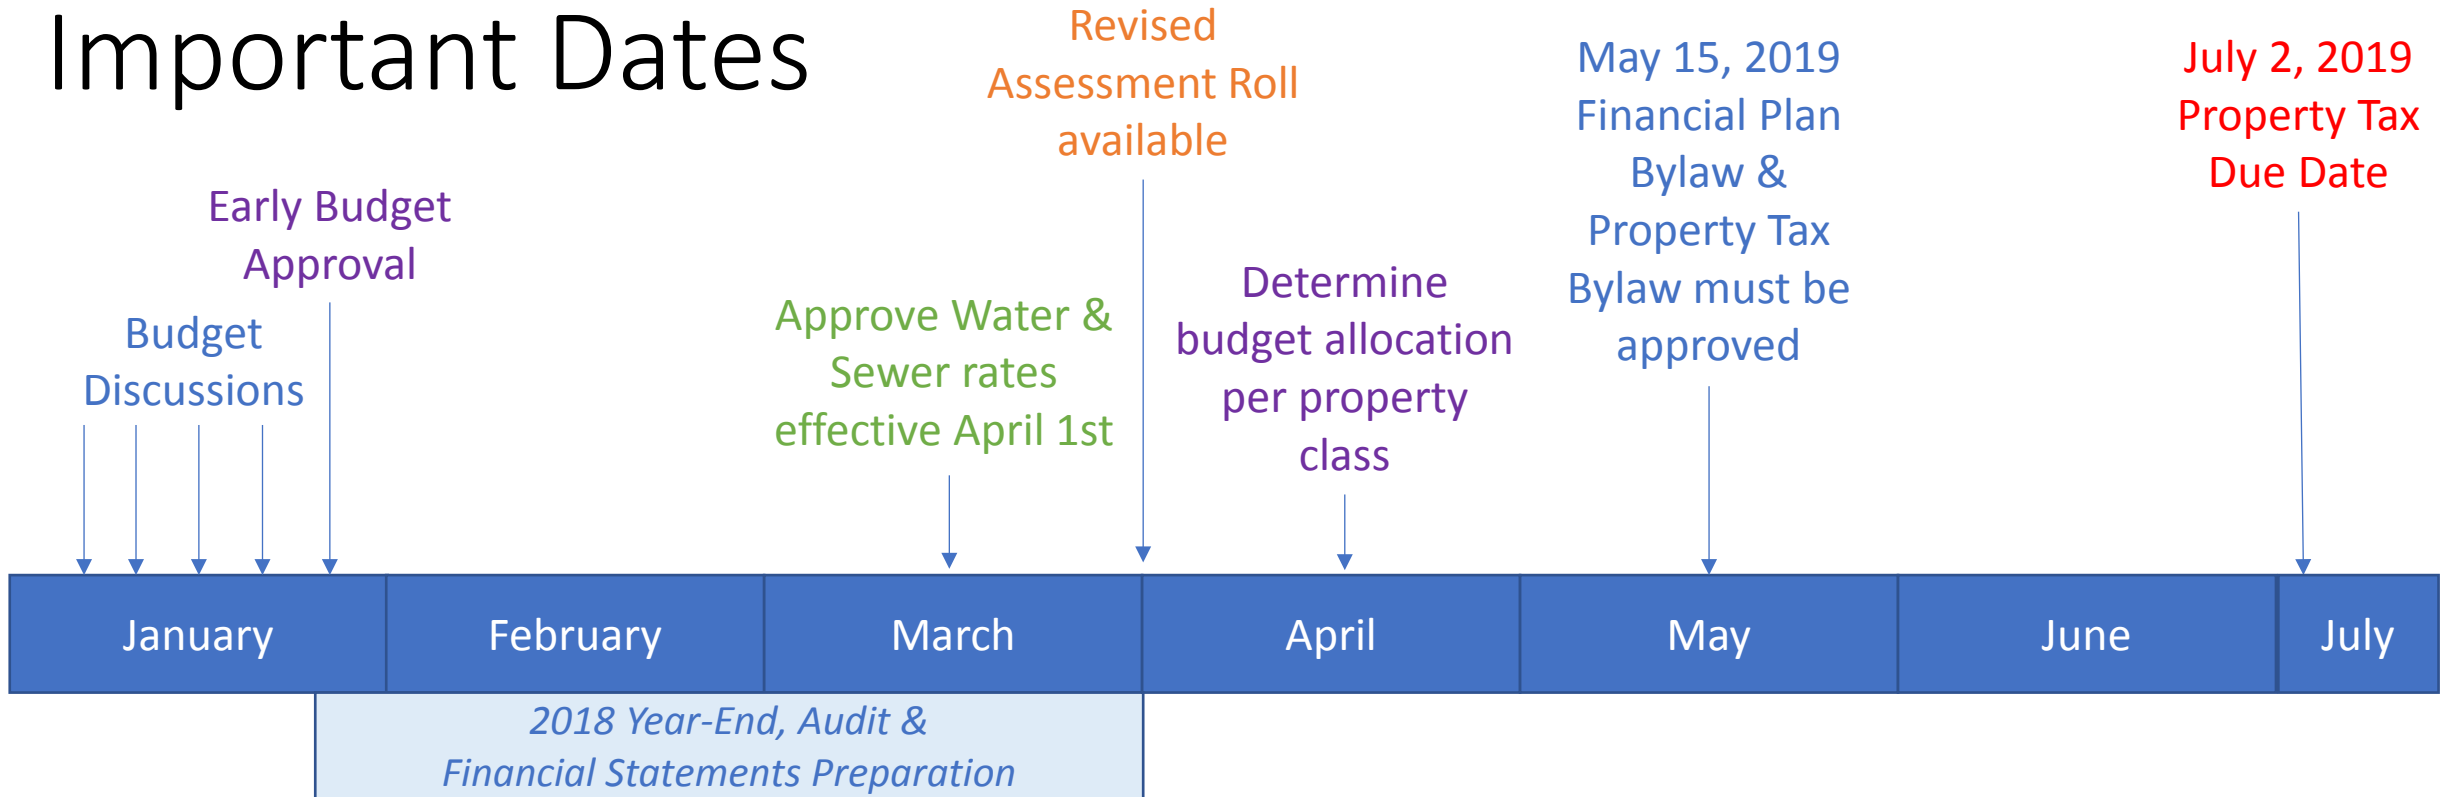 Important Dates
Budget
Discussions
Early Budget
Approval
Approve Water &
Sewer rates
effective April 1st
Revised
Assessment Roll
available
Determine
budget allocation
per property
class
May 15, 2019
Financial Plan
Bylaw &
Property Tax
Bylaw must be
approved
July 2, 2019
Property Tax
Due Date
January
February
March
April
May
June
July
2018 Year-End, Audit &
Financial Statements Preparation